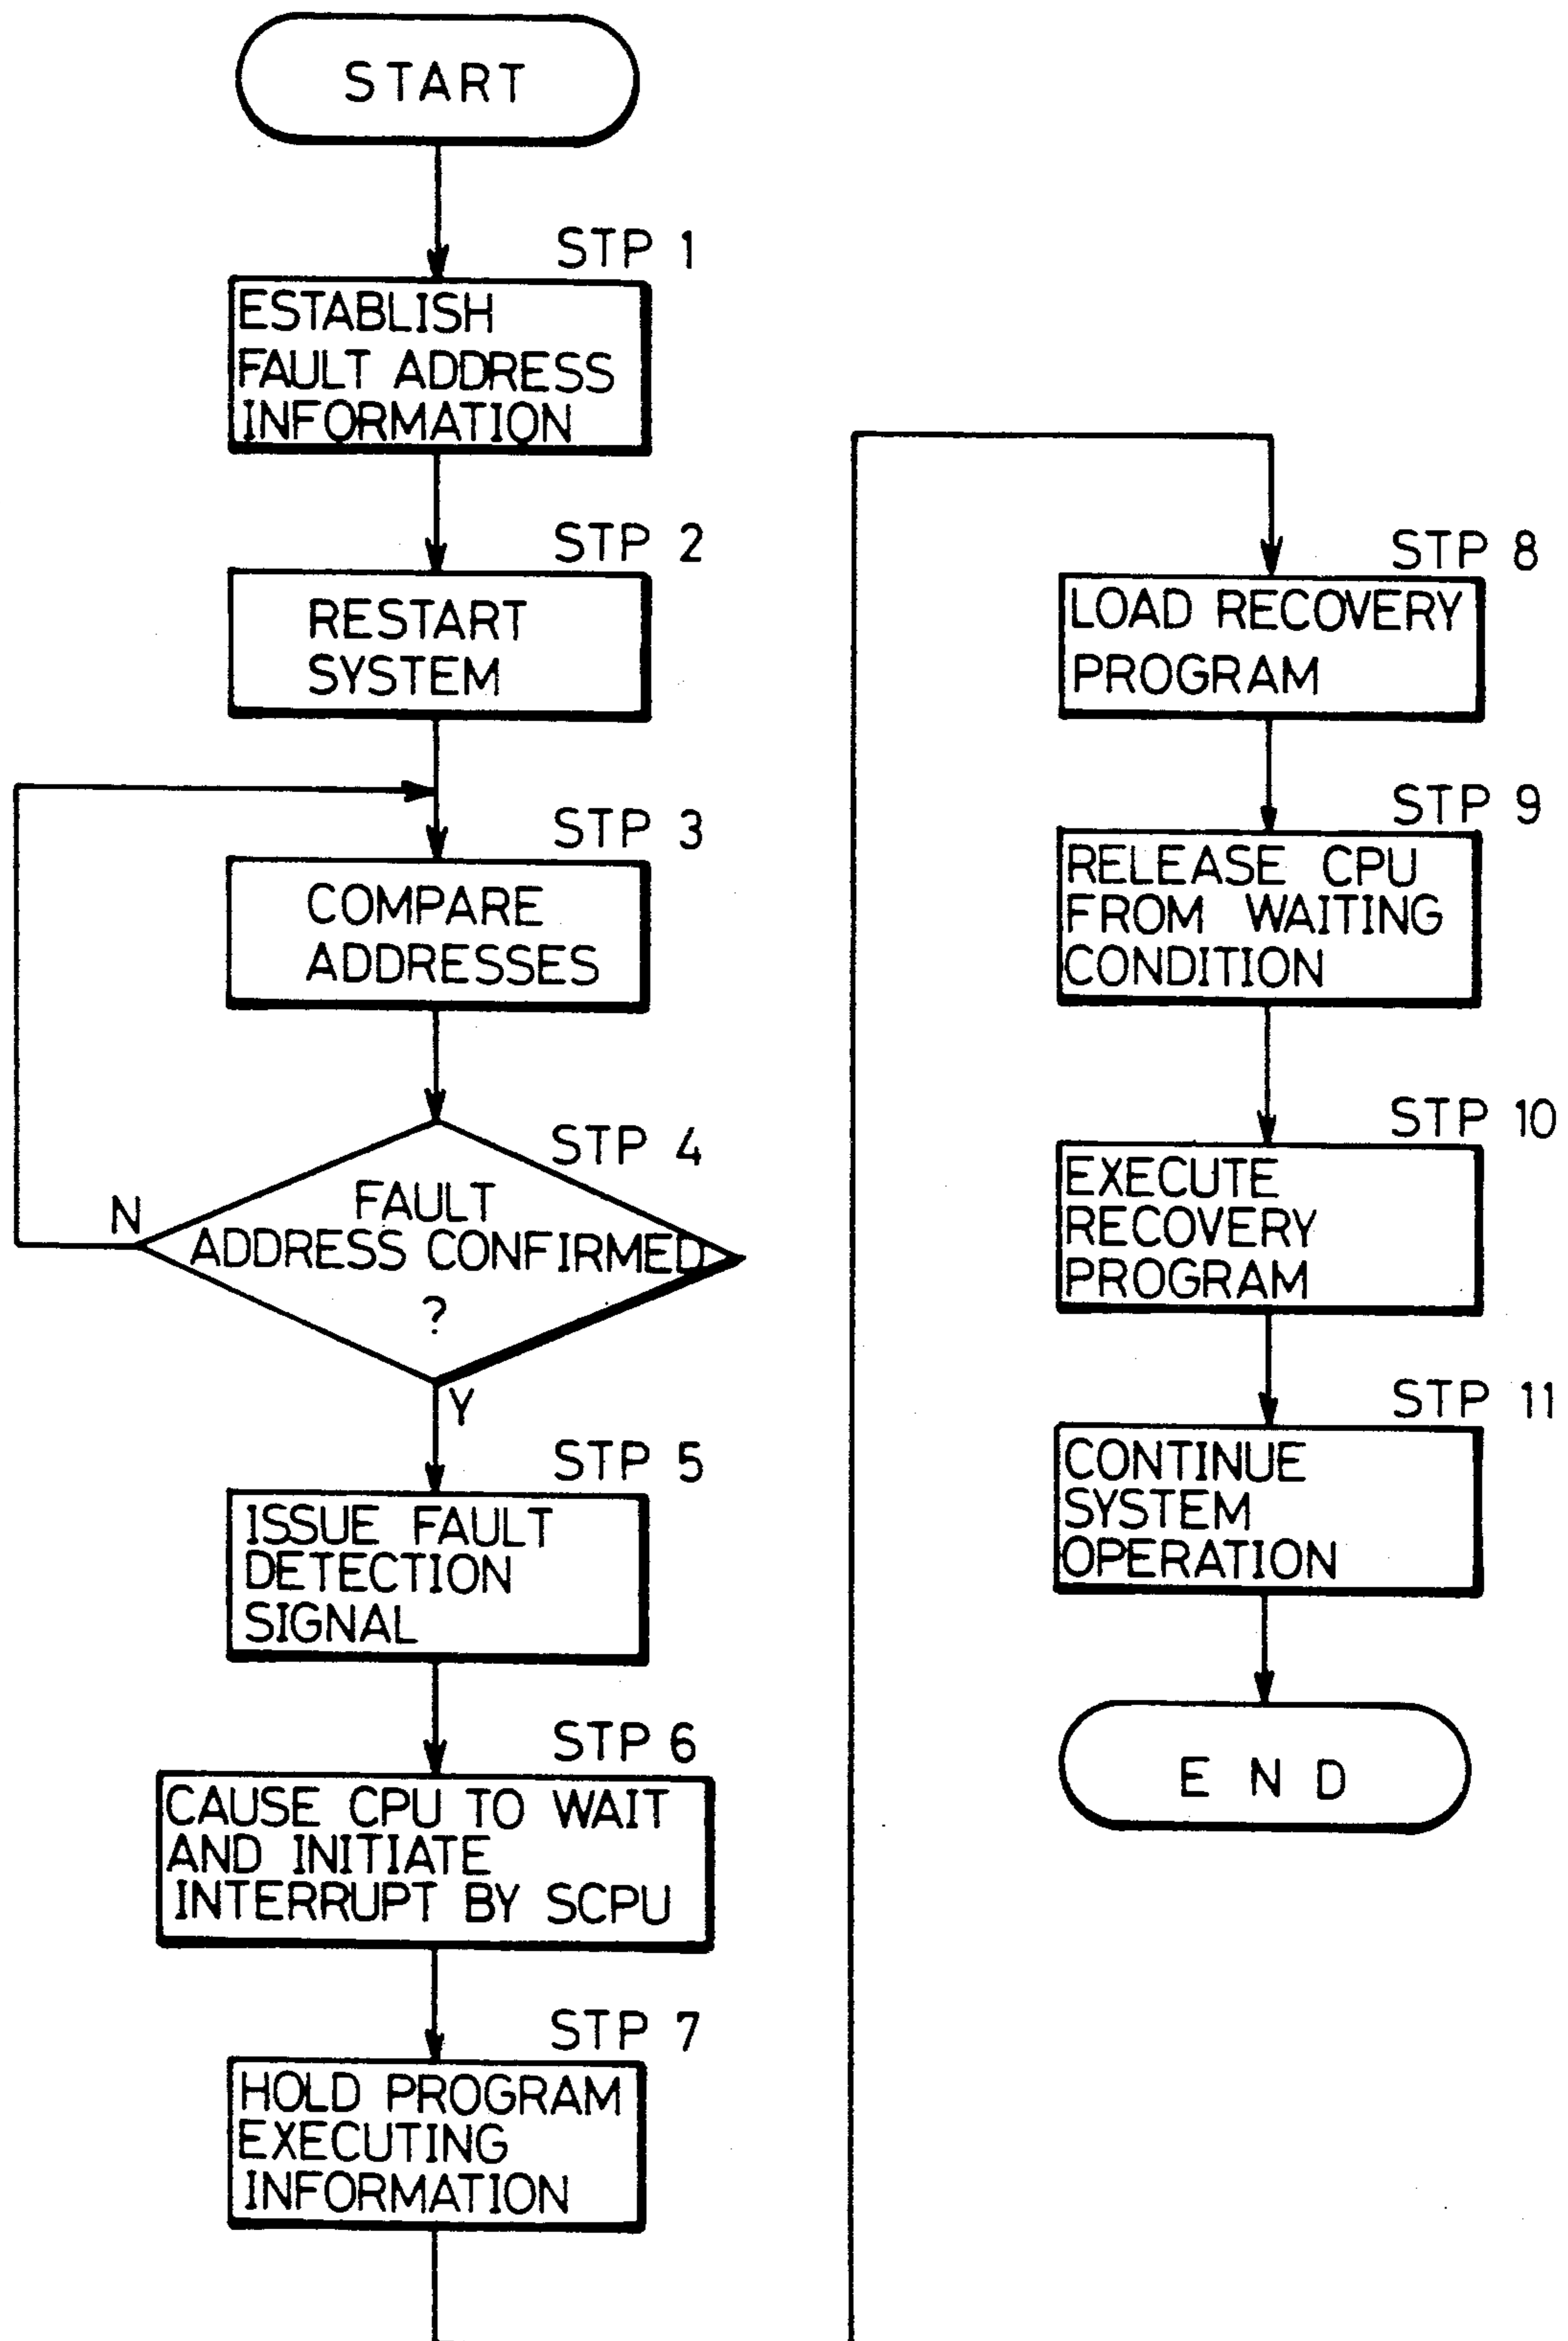 START
STP 1
ESTABLISH
FAULT ADDRESS
INFORMATION
STP 2
RESTART
SYSTEM
STP 3
COMPARE
ADDRESSES
STP 4
FAULT
ADDRESS CONFIRMED
?
N
Y
STP 5
ISSUE FAULT
DETECTION
SIGNAL
STP 6
CAUSE CPU TO WAIT
AND INITIATE
INTERRUPT BY SCPU
STP 7
HOLD PROGRAM
EXECUTING
INFORMATION
STP 8
LOAD RECOVERY
PROGRAM
STP 9
RELEASE CPU
FROM WAITING
CONDITION
STP 10
EXECUTE
RECOVERY
PROGRAM
STP 11
CONTINUE
SYSTEM
OPERATION
END